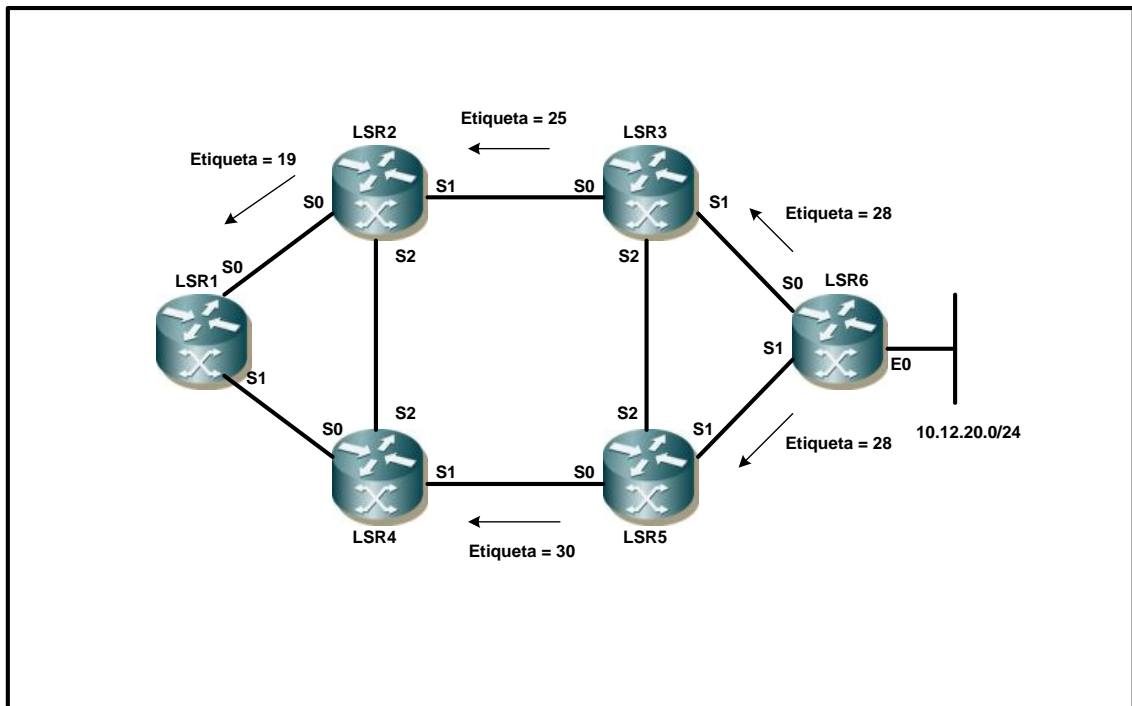 Etiqueta = 25
LSR2
LSR3
Etiqueta = 19
S1
S0
S0
S1
Etiqueta = 28
S2
S2
S0
LSR1
S0
LSR6
S1
E0
S1
S2
S2
S1
10.12.20.0/24
S0
S1
S0
Etiqueta = 28
LSR4
LSR5
Etiqueta = 30